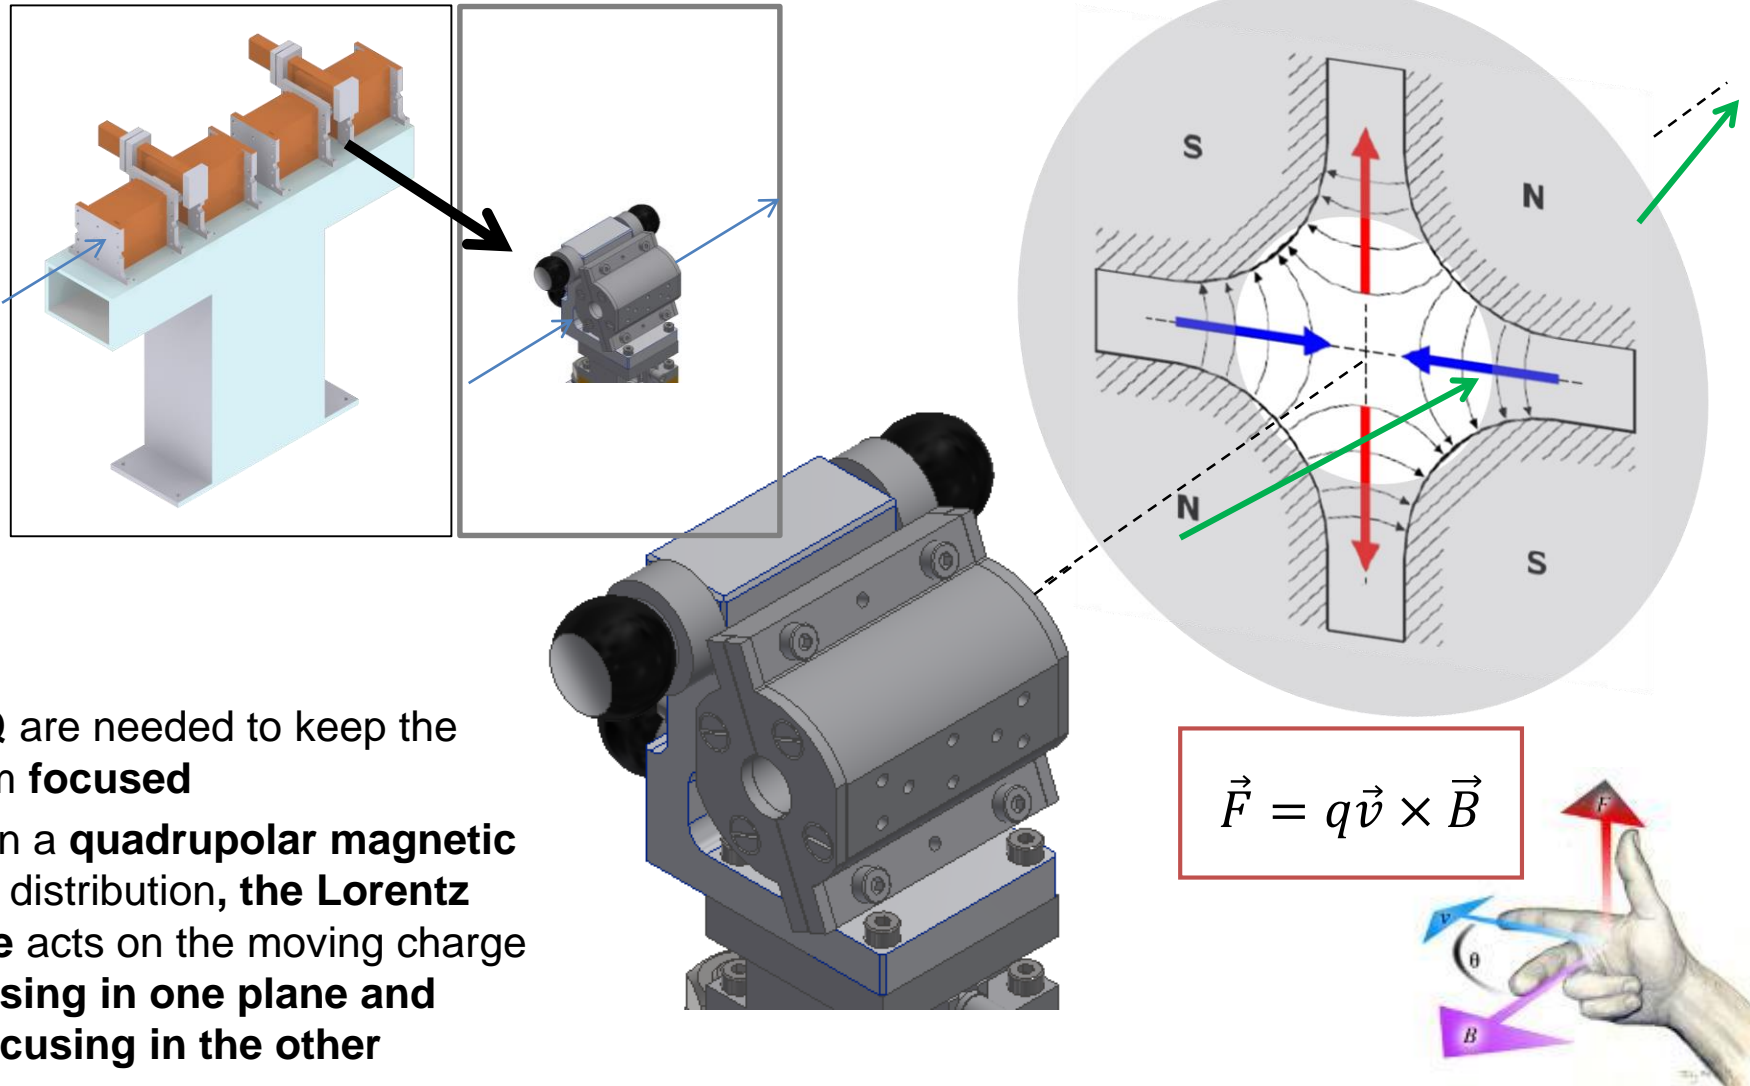 S
N
N
S
are needed to keep the
focused
n a quadrupolar magnetic
distribution, the Lorentz
e acts on the moving charge
sing in one plane and
cusing in the other
F⃗ = qv⃗ × B⃗
F
v
θ
B